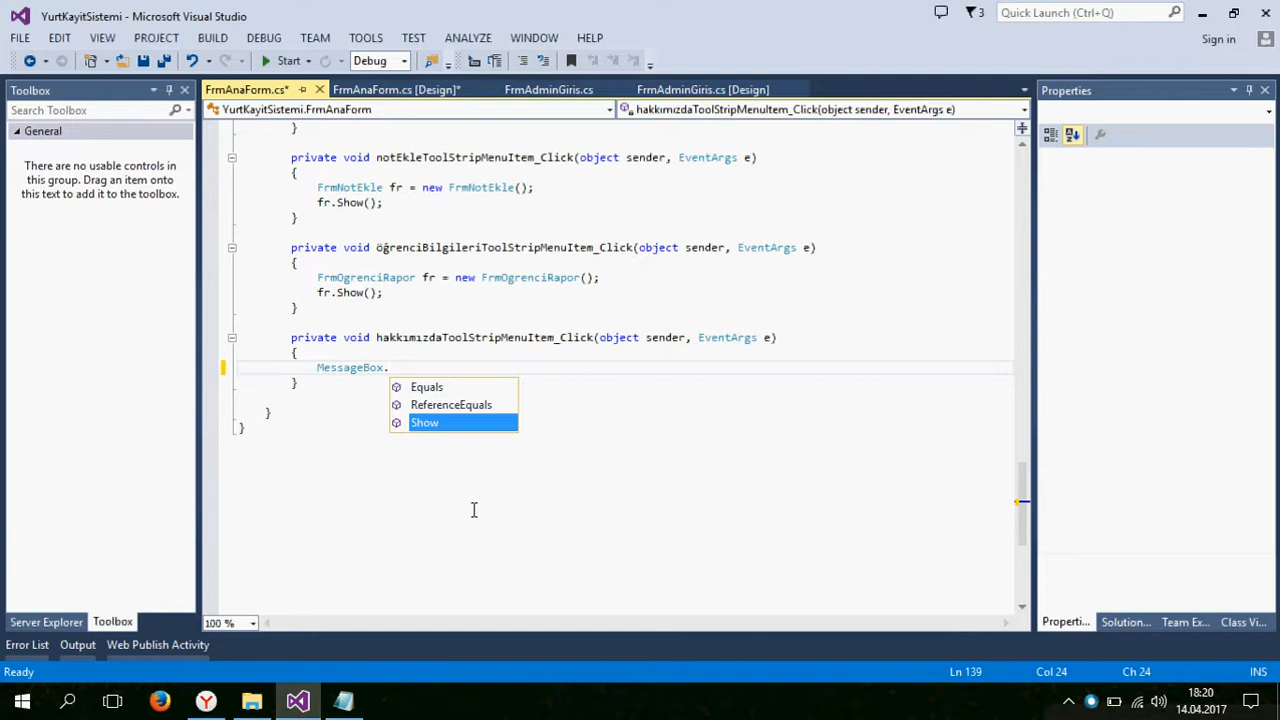 YurtKayitSistemi - Microsoft Visual Studio
3
Quick Launch (Ctrl+Q)
FILE EDIT VIEW PROJECT BUILD DEBUG TEAM TOOLS TEST ANALYZE WINDOW HELP
Sign in
Start Debug
Toolbox
FrmAnaForm.cs* FrmAnaForm.cs [Design]* FrmAdminGiris.cs FrmAdminGiris.cs [Design]
Properties
Search Toolbox
YurtKayitSistemi.FrmAnaForm
hakkımızdaToolStripMenuItem_Click(object sender, EventArgs e)
General
There are no usable controls in
this group. Drag an item onto
this text to add it to the toolbox.
}
private void notEkleToolStripMenuItem_Click(object sender, EventArgs e)
{
FrmNotEkle fr = new FrmNotEkle();
fr.Show();
}
private void öğrenciBilgileriToolStripMenuItem_Click(object sender, EventArgs e)
{
FrmOgrenciRapor fr = new FrmOgrenciRapor();
fr.Show();
}
private void hakkımızdaToolStripMenuItem_Click(object sender, EventArgs e)
{
MessageBox.
}
Equals
ReferenceEquals
Show
}
}
100 %
Server Explorer Toolbox
Properti... Solution... Team Ex... Class Vi...
Error List Output Web Publish Activity
Ready
Ln 139 Col 24 Ch 24 INS
18:20
14.04.2017